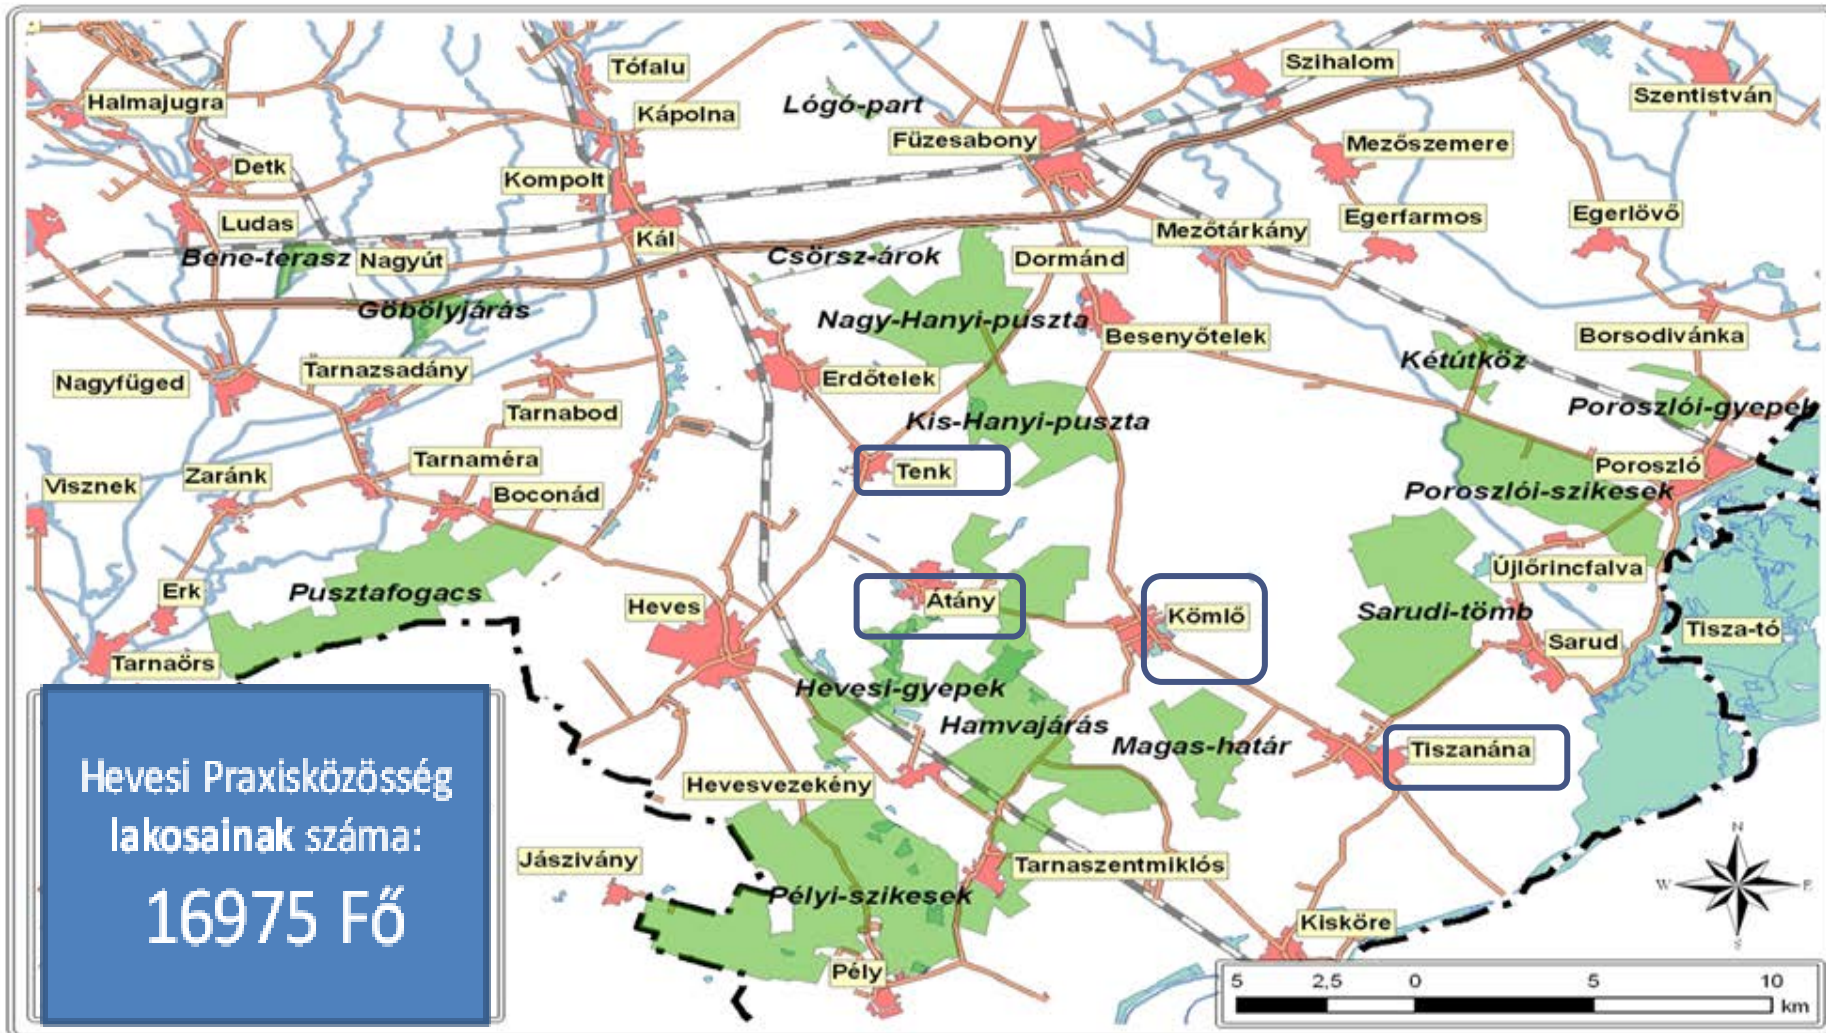 Tófalu
Szihalom
Halmajugra
Lógó-part
Szentistván
Kápolna
Füzesabony
Mezőszemere
Detk
Kompolt
Ludas
Egerfarmos
Egerlövő
Kál
Mezőtárkány
Bene-terasz
Nagyút
Csörsz-árok
Dormánd
Göbölyjárás
Nagy-Hanyi-puszta
Besenyőtelek
Borsodivánka
Kétútköz
Nagyfüged
Tarnazsadány
Erdőtelek
Poroszlói-gyepek
Tarnabod
Kis-Hanyi-puszta
Tarnaméra
Tenk
Poroszló
Visznek
Zaránk
Boconád
Poroszlói-szikesek
Újlőrincfalva
Erk
Pusztafogacs
Heves
Átány
Kömlő
Sarudi-tömb
Tisza-tó
Sarud
Tarnaörs
Hevesi-gyepek
Hamvajárás
Magas-határ
Tiszanána
Hevesvezekény
Hevesi Praxisközösség
lakosainak száma:
16975 Fő
Jászivány
Tarnaszentmiklós
Pélyi-szikesek
Kisköre
Pély
N
W
E
S
5 2,5 0 5 10
km